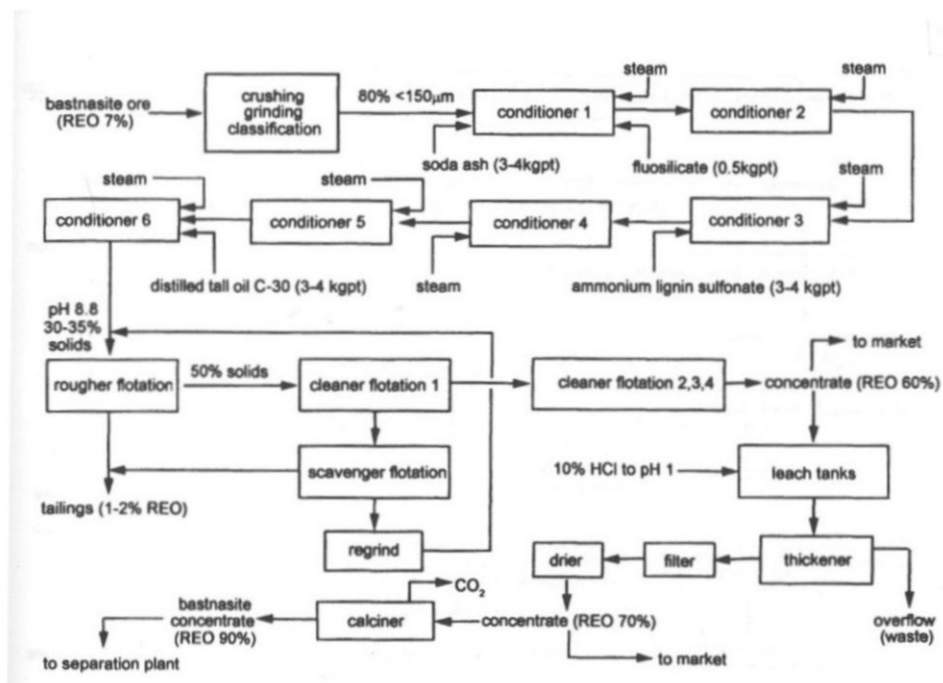 steam
steam
bastnasite ore
(REO 7%)
crushing
grinding
classification
80% <150μm
conditioner 1
conditioner 2
soda ash (3-4kgpt)
fluosilicate (0.5kgpt)
steam
steam
steam
conditioner 6
conditioner 5
conditioner 4
conditioner 3
distilled tall oil C-30 (3-4 kgpt)
steam
ammonium lignin sulfonate (3-4 kgpt)
pH 8.8
30-35%
solids
to market
rougher flotation
50% solids
cleaner flotation 1
cleaner flotation 2,3,4
concentrate (REO 60%)
scavenger flotation
10% HCl to pH 1
leach tanks
tailings (1-2% REO)
regrind
drier
filter
thickener
CO₂
bastnasite
concentrate
(REO 90%)
calciner
concentrate (REO 70%)
overflow
(waste)
to separation plant
to market